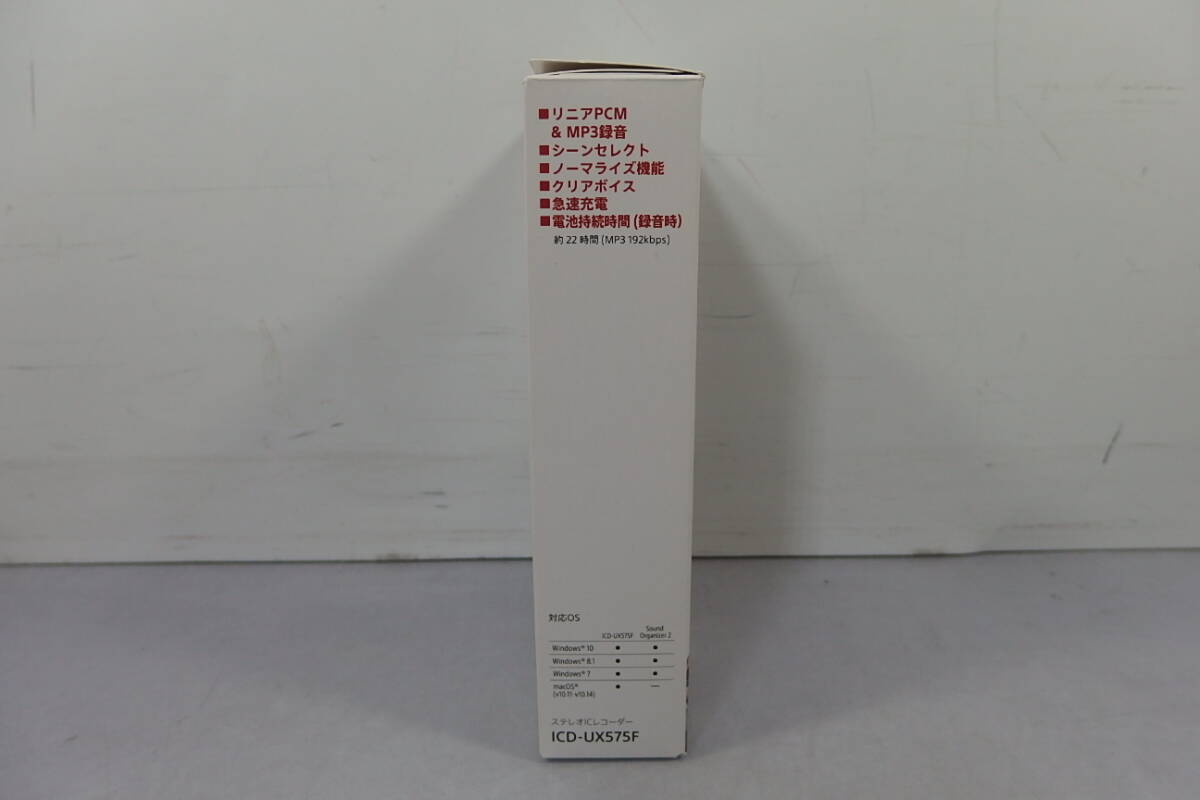 ■リニアPCM
& MP3録音
■シーンセレクト
■ノーマライズ機能
■クリアボイス
■急速充電
■電池持続時間(録音時)
約22時間(MP3 192kbps)
対応OS
ICD-UX575F Sound Organizer 2
Windows® 10 ● ●
Windows® 8.1 ● ●
Windows® 7 ● ●
macOS® ● —
(v10.11-v10.14)
ステレオICレコーダー
ICD-UX575F